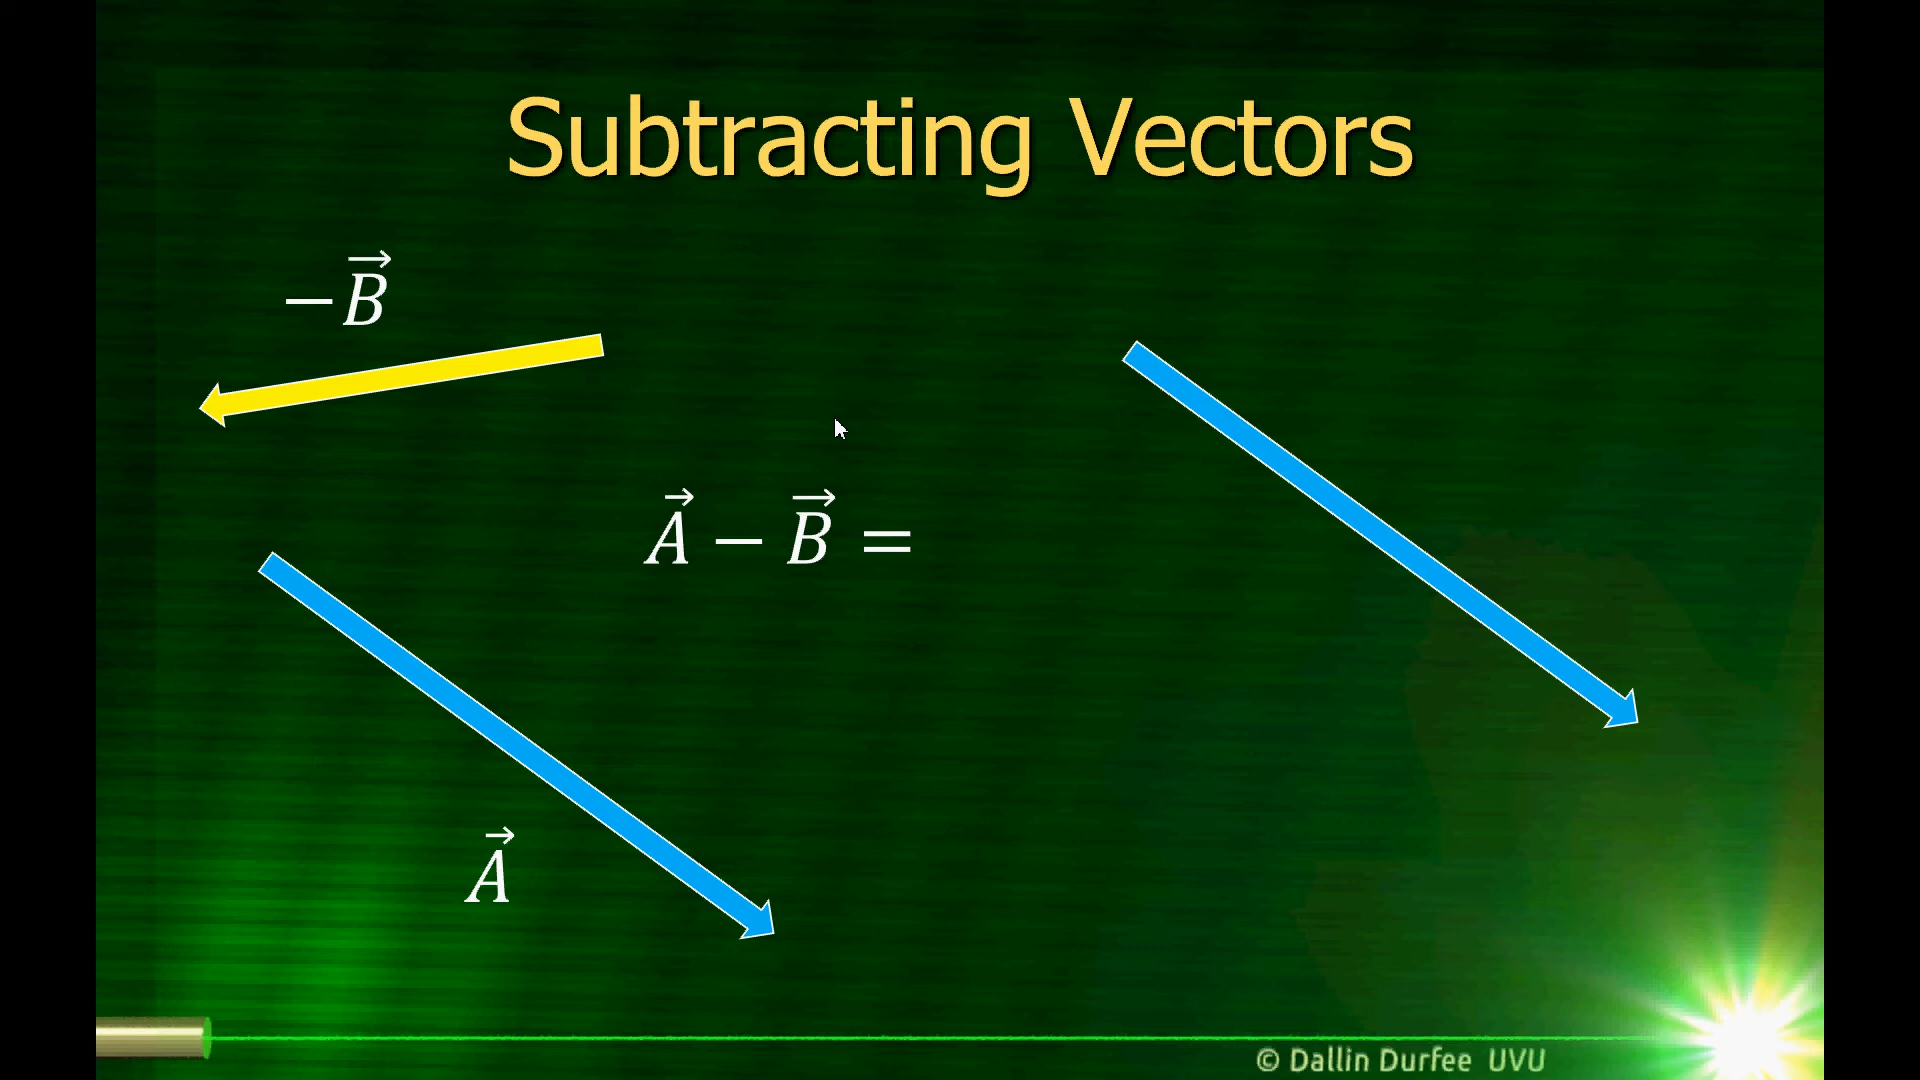 Subtracting Vectors
−B⃗
A⃗ − B⃗ =
A⃗
© Dallin Durfee UVU